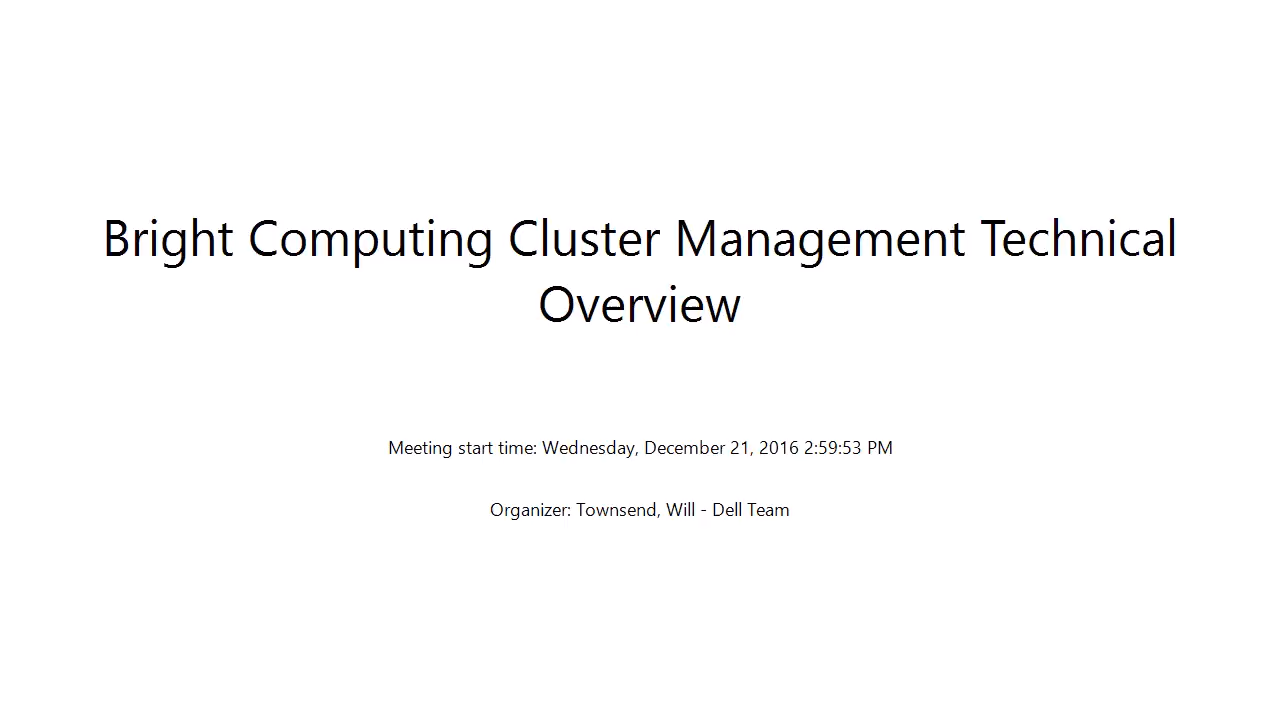 Bright Computing Cluster Management Technical
Overview
Meeting start time: Wednesday, December 21, 2016 2:59:53 PM
Organizer: Townsend, Will - Dell Team